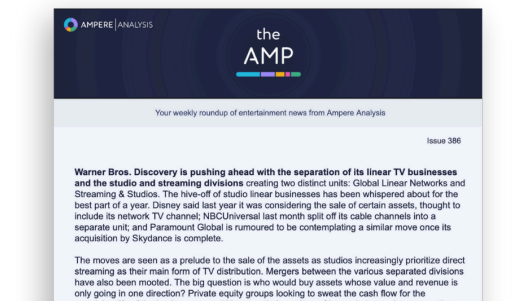 AMPERE ANALYSIS
the
AMP
Your weekly roundup of entertainment news from Ampere Analysis
Issue 386
Warner Bros. Discovery is pushing ahead with the separation of its linear TV businesses
and the studio and streaming divisions creating two distinct units: Global Linear Networks and
Streaming & Studios. The hive-off of studio linear businesses has been whispered about for the
best part of a year. Disney said last year it was considering the sale of certain assets, thought to
include its network TV channel; NBCUniversal last month split off its cable channels into a
separate unit; and Paramount Global is rumoured to be contemplating a similar move once its
acquisition by Skydance is complete.
The moves are seen as a prelude to the sale of the assets as studios increasingly prioritize direct
streaming as their main form of TV distribution. Mergers between the various separated divisions
have also been mooted. The big question is who would buy assets whose value and revenue is
only going in one direction? Private equity groups looking to sweat the cash flow for the